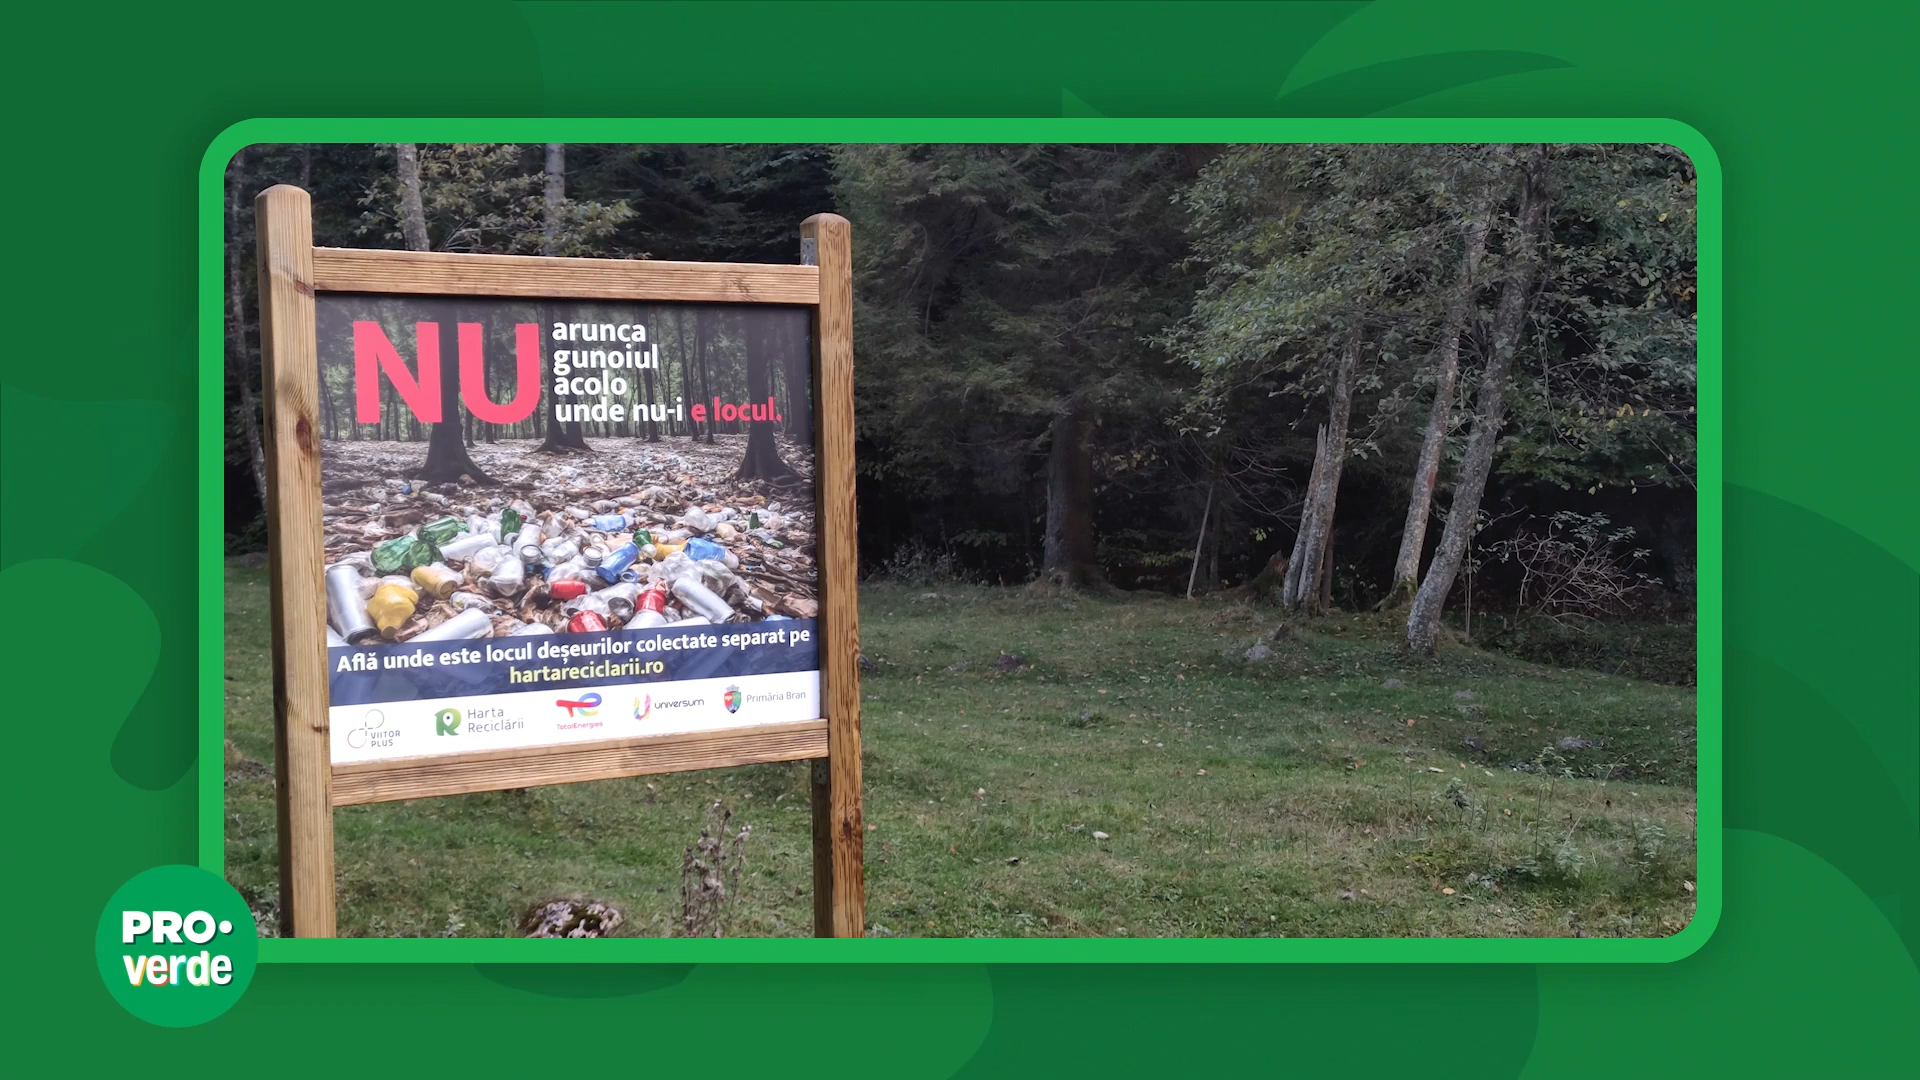 NU arunca
gunoiul
acolo
unde nu-i e locul.
Află unde este locul deșeurilor colectate separat pe
hartareciclarii.ro
VIITOR
PLUS
Harta
Reciclării
TotalEnergies
universum
Primăria Bran
PRO•
verde